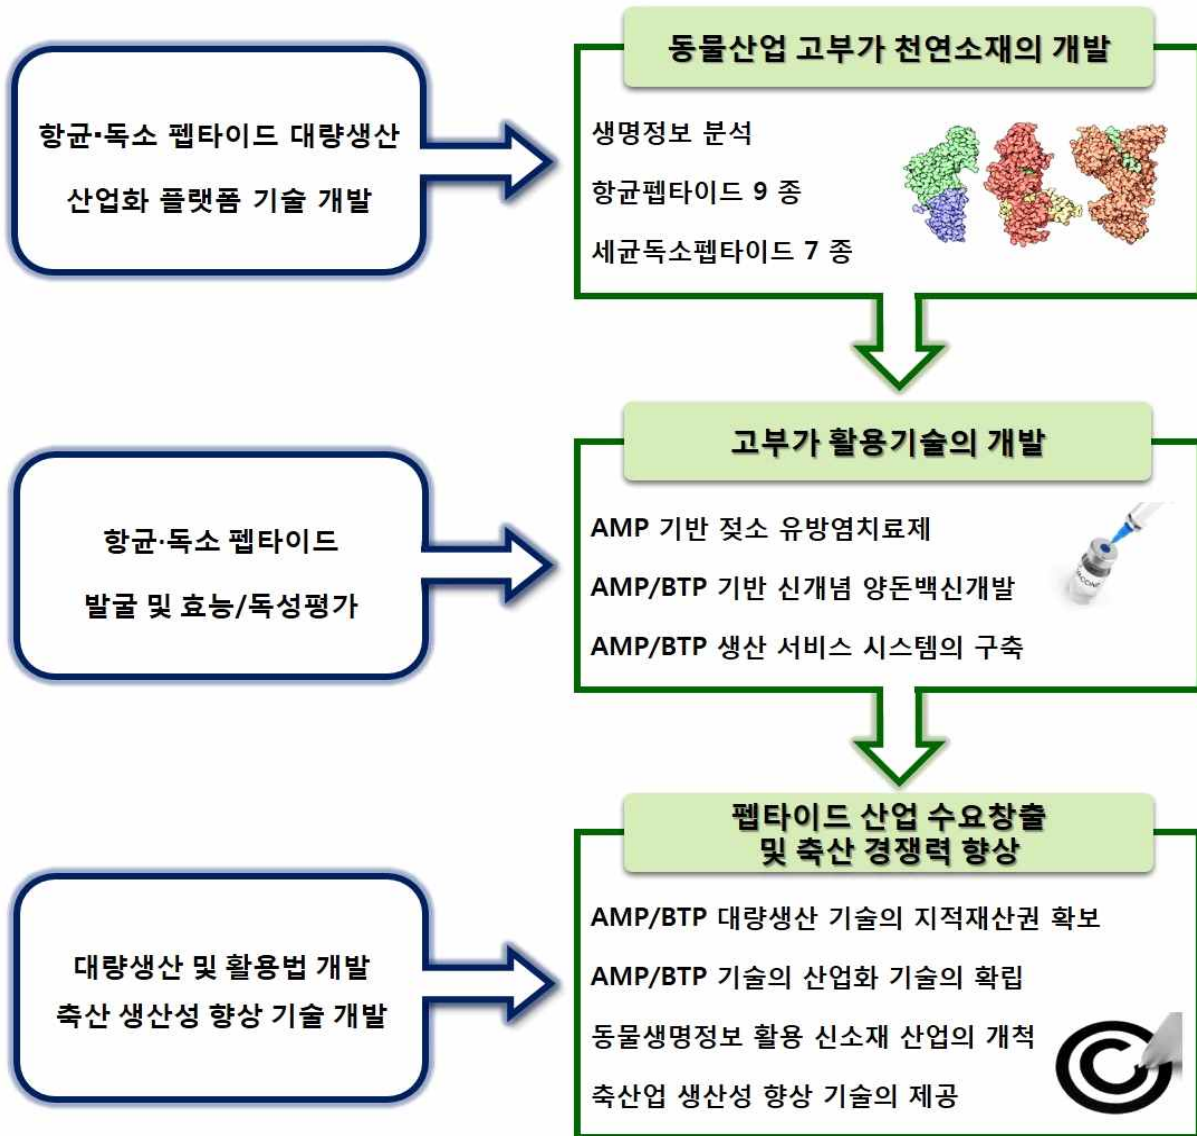 항균·독소 펩타이드 대량생산
산업화 플랫폼 기술 개발
동물산업 고부가 천연소재의 개발
생명정보 분석
항균펩타이드 9 종
세균독소펩타이드 7 종
항균·독소 펩타이드
발굴 및 효능/독성평가
고부가 활용기술의 개발
AMP 기반 젖소 유방염치료제
AMP/BTP 기반 신개념 양돈백신개발
AMP/BTP 생산 서비스 시스템의 구축
대량생산 및 활용법 개발
축산 생산성 향상 기술 개발
펩타이드 산업 수요창출
및 축산 경쟁력 향상
AMP/BTP 대량생산 기술의 지적재산권 확보
AMP/BTP 기술의 산업화 기술의 확립
동물생명정보 활용 신소재 산업의 개척
축산업 생산성 향상 기술의 제공